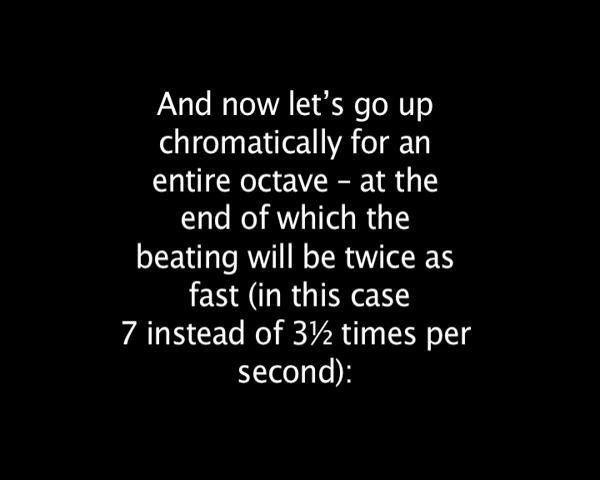 And now let’s go up
chromatically for an
entire octave – at the
end of which the
beating will be twice as
fast (in this case
7 instead of 3½ times per
second):